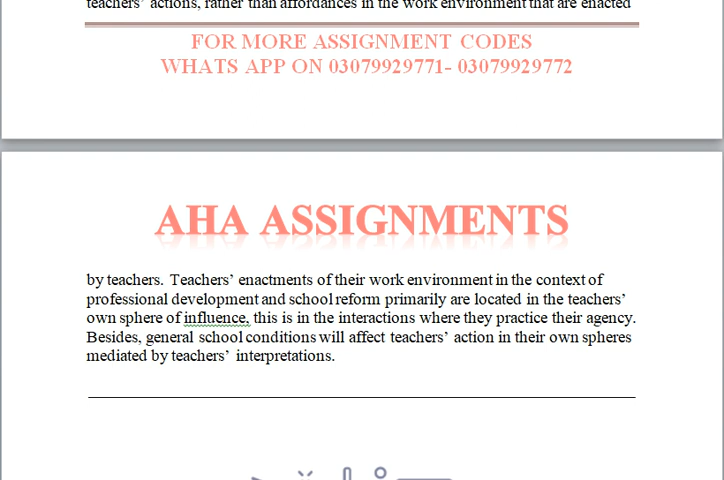 teachers' actions, rather than affordances in the work environment that are enacted
FOR MORE ASSIGNMENT CODES
WHATS APP ON 03079929771- 03079929772
AHA ASSIGNMENTS
by teachers. Teachers' enactments of their work environment in the context of
professional development and school reform primarily are located in the teachers'
own sphere of influence, this is in the interactions where they practice their agency.
Besides, general school conditions will affect teachers' action in their own spheres
mediated by teachers' interpretations.